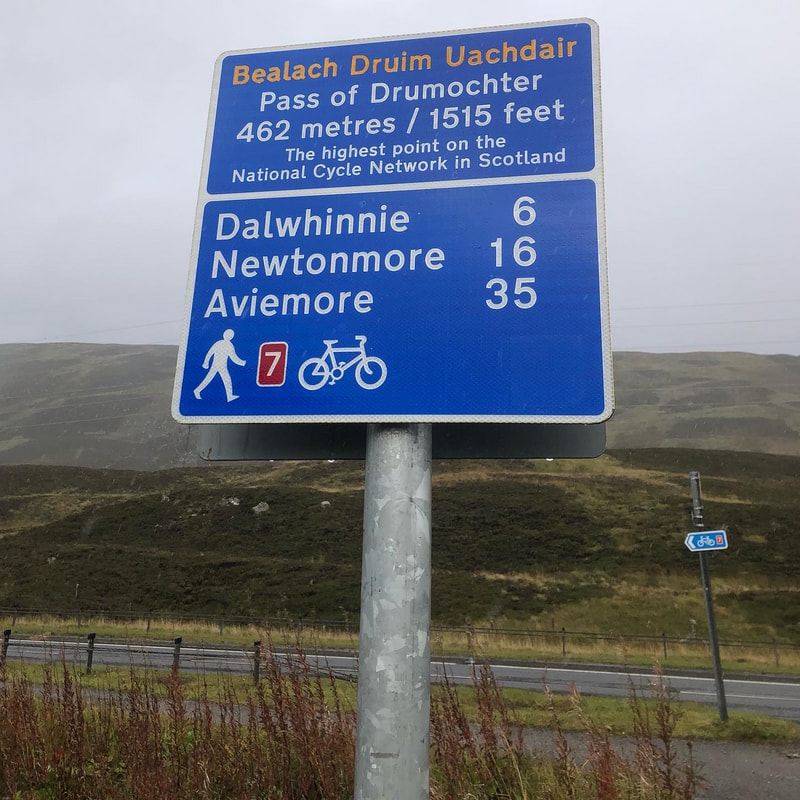 Bealach Druim Uachdair
Pass of Drumochter
462 metres / 1515 feet
The highest point on the
National Cycle Network in Scotland
Dalwhinnie 6
Newtonmore 16
Aviemore 35
7
7